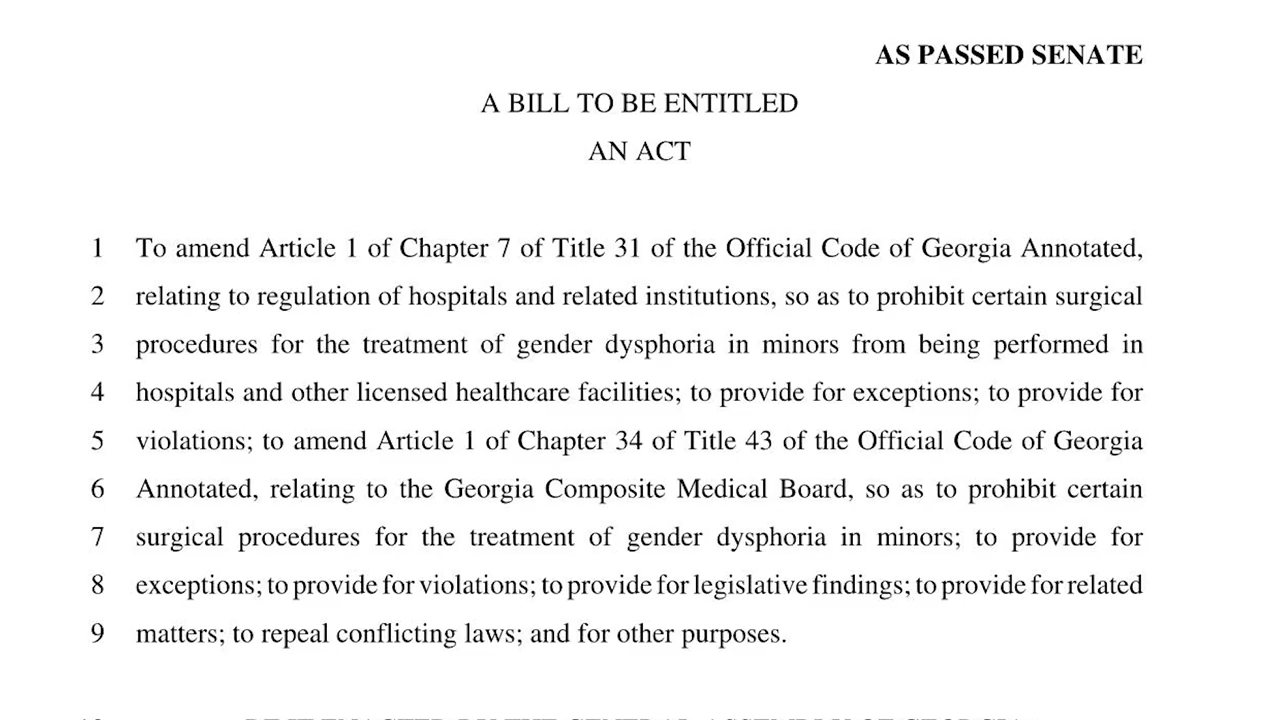 AS PASSED SENATE
A BILL TO BE ENTITLED
AN ACT
1 To amend Article 1 of Chapter 7 of Title 31 of the Official Code of Georgia Annotated,
2 relating to regulation of hospitals and related institutions, so as to prohibit certain surgical
3 procedures for the treatment of gender dysphoria in minors from being performed in
4 hospitals and other licensed healthcare facilities; to provide for exceptions; to provide for
5 violations; to amend Article 1 of Chapter 34 of Title 43 of the Official Code of Georgia
6 Annotated, relating to the Georgia Composite Medical Board, so as to prohibit certain
7 surgical procedures for the treatment of gender dysphoria in minors; to provide for
8 exceptions; to provide for violations; to provide for legislative findings; to provide for related
9 matters; to repeal conflicting laws; and for other purposes.